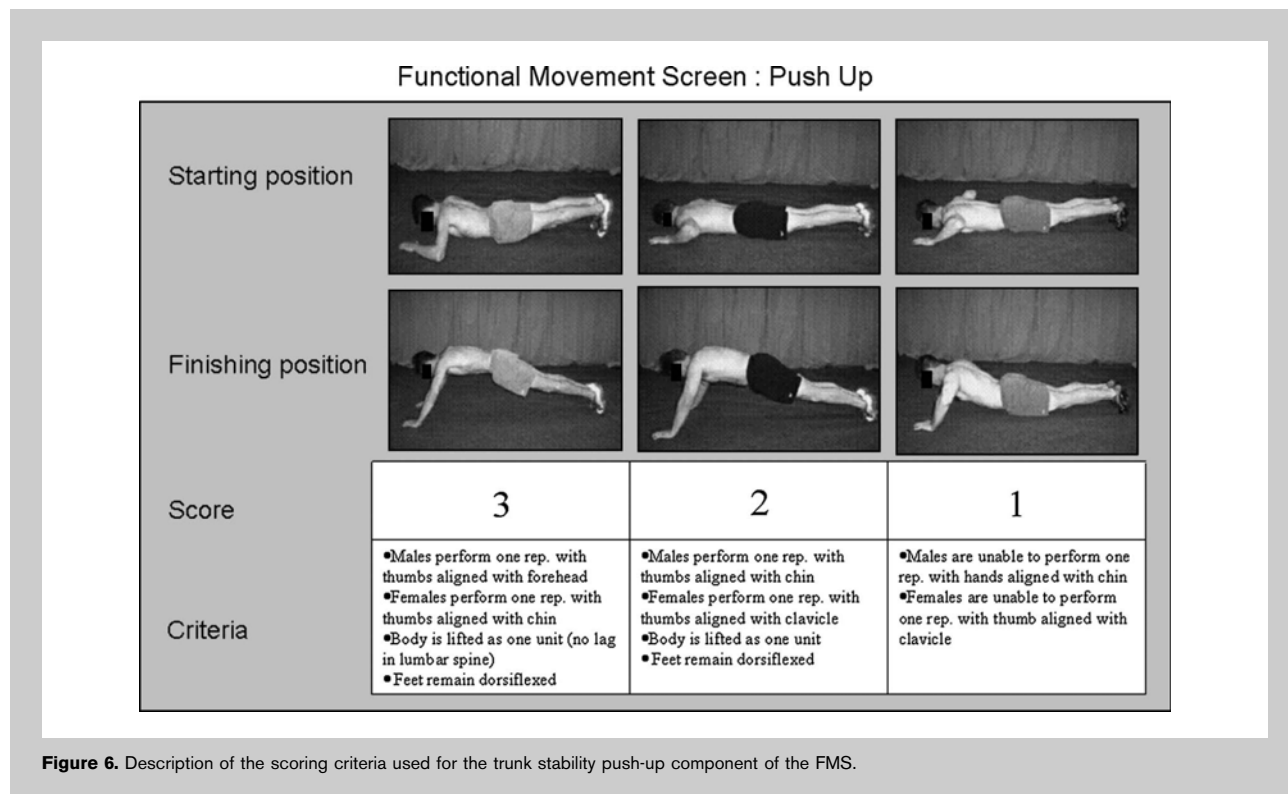 Functional Movement Screen : Push Up
Starting position
Finishing position
Score
3
2
1
Criteria
•Males perform one rep. with
thumbs aligned with forehead
•Females perform one rep. with
thumbs aligned with chin
•Body is lifted as one unit (no lag
in lumbar spine)
•Feet remain dorsiflexed
•Males perform one rep. with
thumbs aligned with chin
•Females perform one rep. with
thumbs aligned with clavicle
•Body is lifted as one unit
•Feet remain dorsiflexed
•Males are unable to perform one
rep. with hands aligned with chin
•Females are unable to perform
one rep. with thumb aligned with
clavicle
Figure 6. Description of the scoring criteria used for the trunk stability push-up component of the FMS.